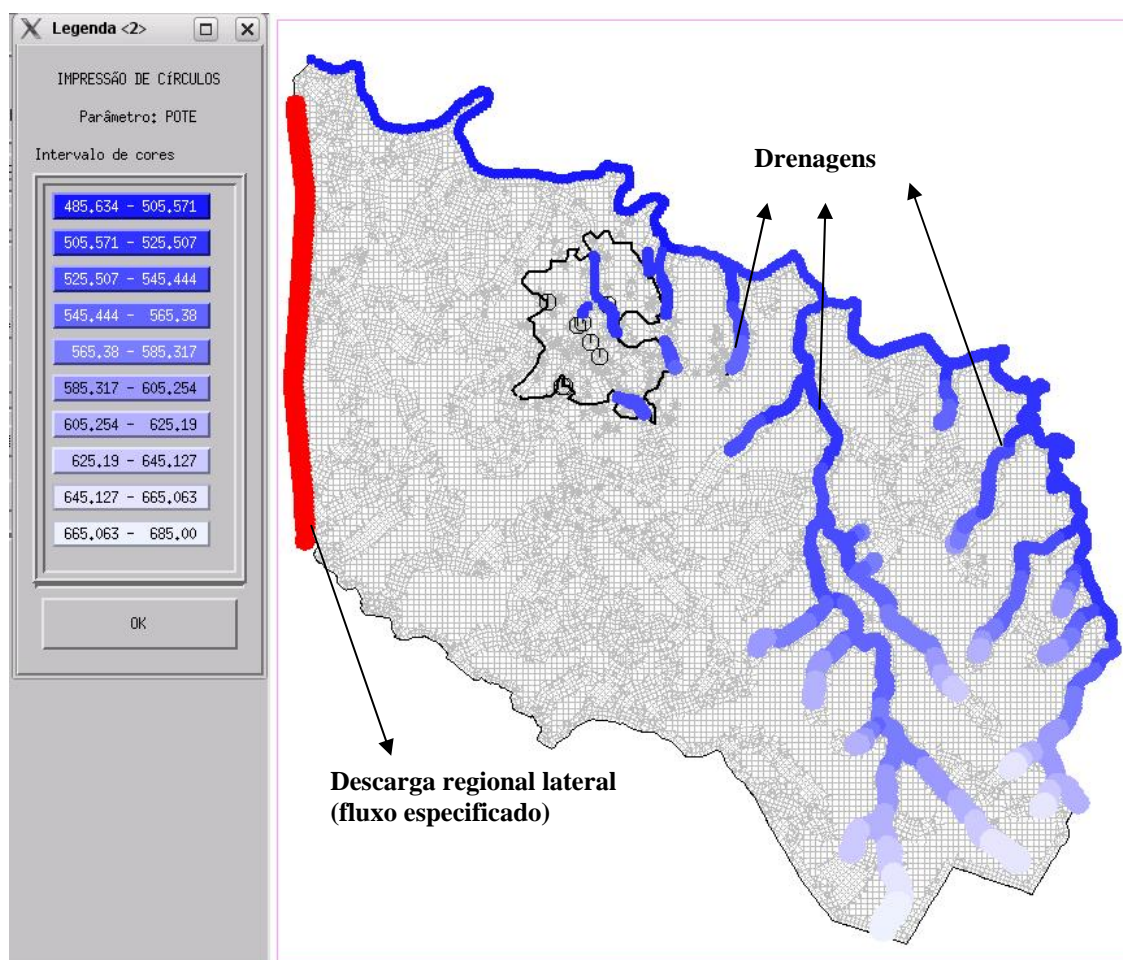 Legenda <2>
IMPRESSÃO DE CÍRCULOS
Parâmetro: POTE
Intervalo de cores
485.634 - 505.571
505.571 - 525.507
525.507 - 545.444
545.444 - 565.38
565.38 - 585.317
585.317 - 605.254
605.254 - 625.19
625.19 - 645.127
645.127 - 665.063
665.063 - 685.00
OK
Drenagens
Descarga regional lateral
(fluxo especificado)